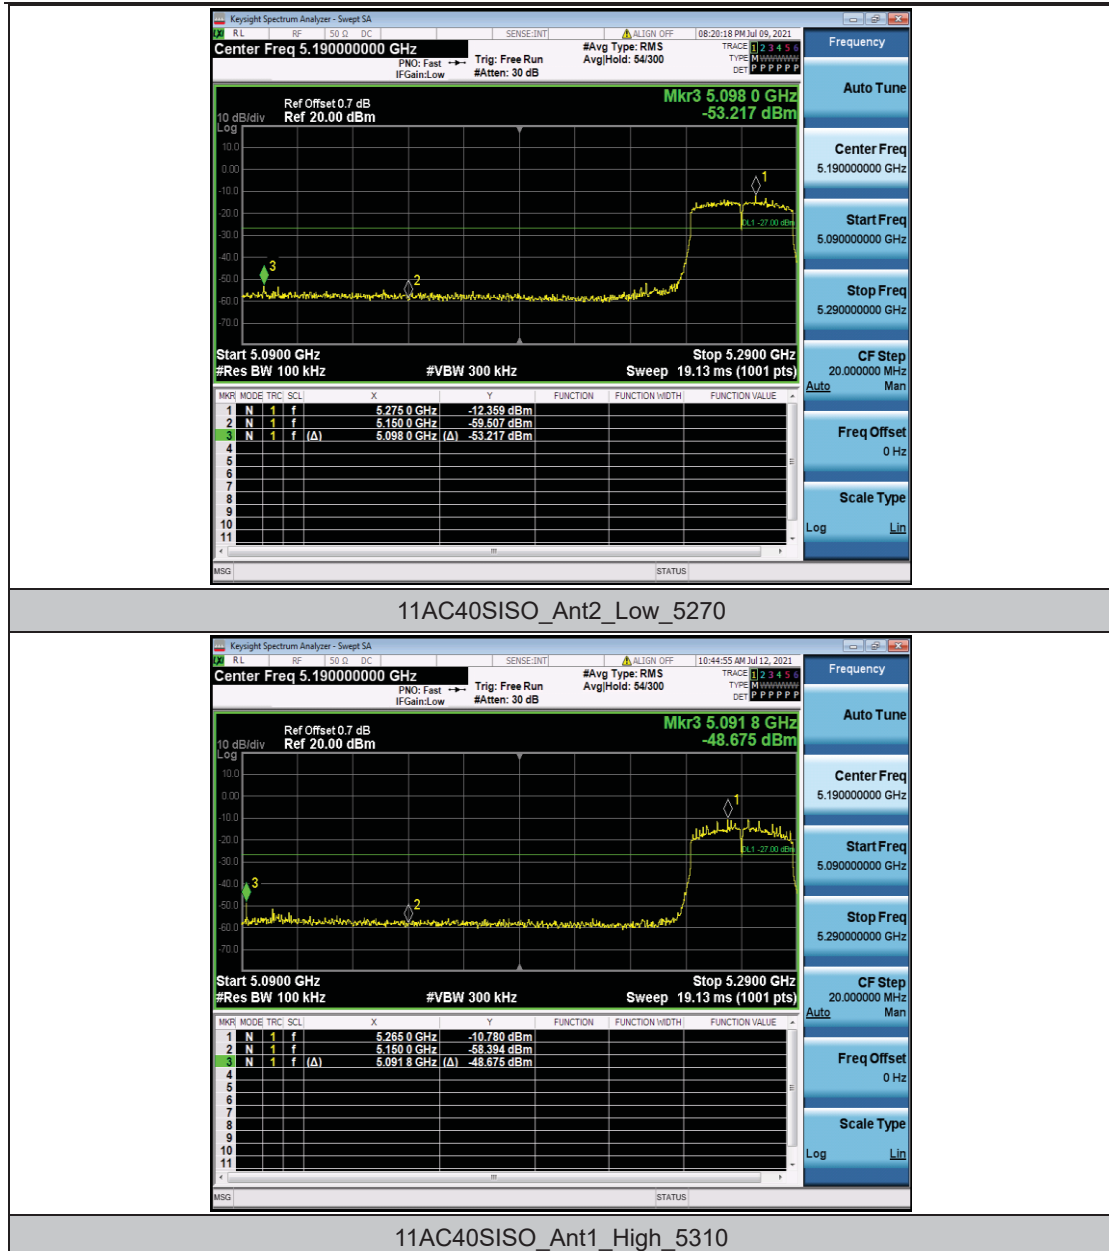 Keysight Spectrum Analyzer - Swept SA
LXI RL RF 50 Ω DC SENSE:INT ALIGN OFF 08:20:18 PM Jul 09, 2021
Center Freq 5.190000000 GHz
PNO: Fast
IFGain:Low
Trig: Free Run
#Atten: 30 dB
#Avg Type: RMS
Avg|Hold: 54/300
TRACE 1 2 3 4 5 6
TYPE M WWWWW
DET P P P P P P
Mkr3 5.098 0 GHz
-53.217 dBm
Ref Offset 0.7 dB
10 dB/div Ref 20.00 dBm
Log
10.0
0.00
-10.0
-20.0
-30.0
-40.0
-50.0
-60.0
-70.0
1
2
3
DL1 -27.00 dBm
Start 5.0900 GHz Stop 5.2900 GHz
#Res BW 100 kHz #VBW 300 kHz Sweep 19.13 ms (1001 pts)
MKR MODE TRC SCL X Y FUNCTION FUNCTION WIDTH FUNCTION VALUE
1 N 1 f 5.275 0 GHz -12.359 dBm
2 N 1 f 5.150 0 GHz -59.507 dBm
3 N 1 f (Δ) 5.098 0 GHz (Δ) -53.217 dBm
4
5
6
7
8
9
10
11
MSG STATUS
Frequency
Auto Tune
Center Freq
5.190000000 GHz
Start Freq
5.090000000 GHz
Stop Freq
5.290000000 GHz
CF Step
20.000000 MHz
Auto Man
Freq Offset
0 Hz
Scale Type
Log Lin
11AC40SISO_Ant2_Low_5270
Keysight Spectrum Analyzer - Swept SA
LXI RL RF 50 Ω DC SENSE:INT ALIGN OFF 10:44:55 AM Jul 12, 2021
Center Freq 5.190000000 GHz
PNO: Fast
IFGain:Low
Trig: Free Run
#Atten: 30 dB
#Avg Type: RMS
Avg|Hold: 54/300
TRACE 1 2 3 4 5 6
TYPE M WWWWW
DET P P P P P P
Mkr3 5.091 8 GHz
-48.675 dBm
Ref Offset 0.7 dB
10 dB/div Ref 20.00 dBm
Log
10.0
0.00
-10.0
-20.0
-30.0
-40.0
-50.0
-60.0
-70.0
1
2
3
DL1 -27.00 dBm
Start 5.0900 GHz Stop 5.2900 GHz
#Res BW 100 kHz #VBW 300 kHz Sweep 19.13 ms (1001 pts)
MKR MODE TRC SCL X Y FUNCTION FUNCTION WIDTH FUNCTION VALUE
1 N 1 f 5.265 0 GHz -10.780 dBm
2 N 1 f 5.150 0 GHz -58.394 dBm
3 N 1 f (Δ) 5.091 8 GHz (Δ) -48.675 dBm
4
5
6
7
8
9
10
11
MSG STATUS
Frequency
Auto Tune
Center Freq
5.190000000 GHz
Start Freq
5.090000000 GHz
Stop Freq
5.290000000 GHz
CF Step
20.000000 MHz
Auto Man
Freq Offset
0 Hz
Scale Type
Log Lin
11AC40SISO_Ant1_High_5310